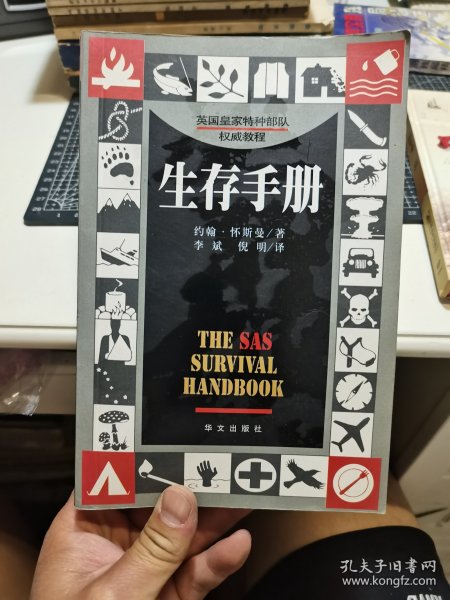 英国皇家特种部队
权威教程
生存手册
约翰·怀斯曼/著
李斌 倪明/译
THE SAS
SURVIVAL
HANDBOOK
华文出版社
孔夫子旧书网
www.kongfz.com